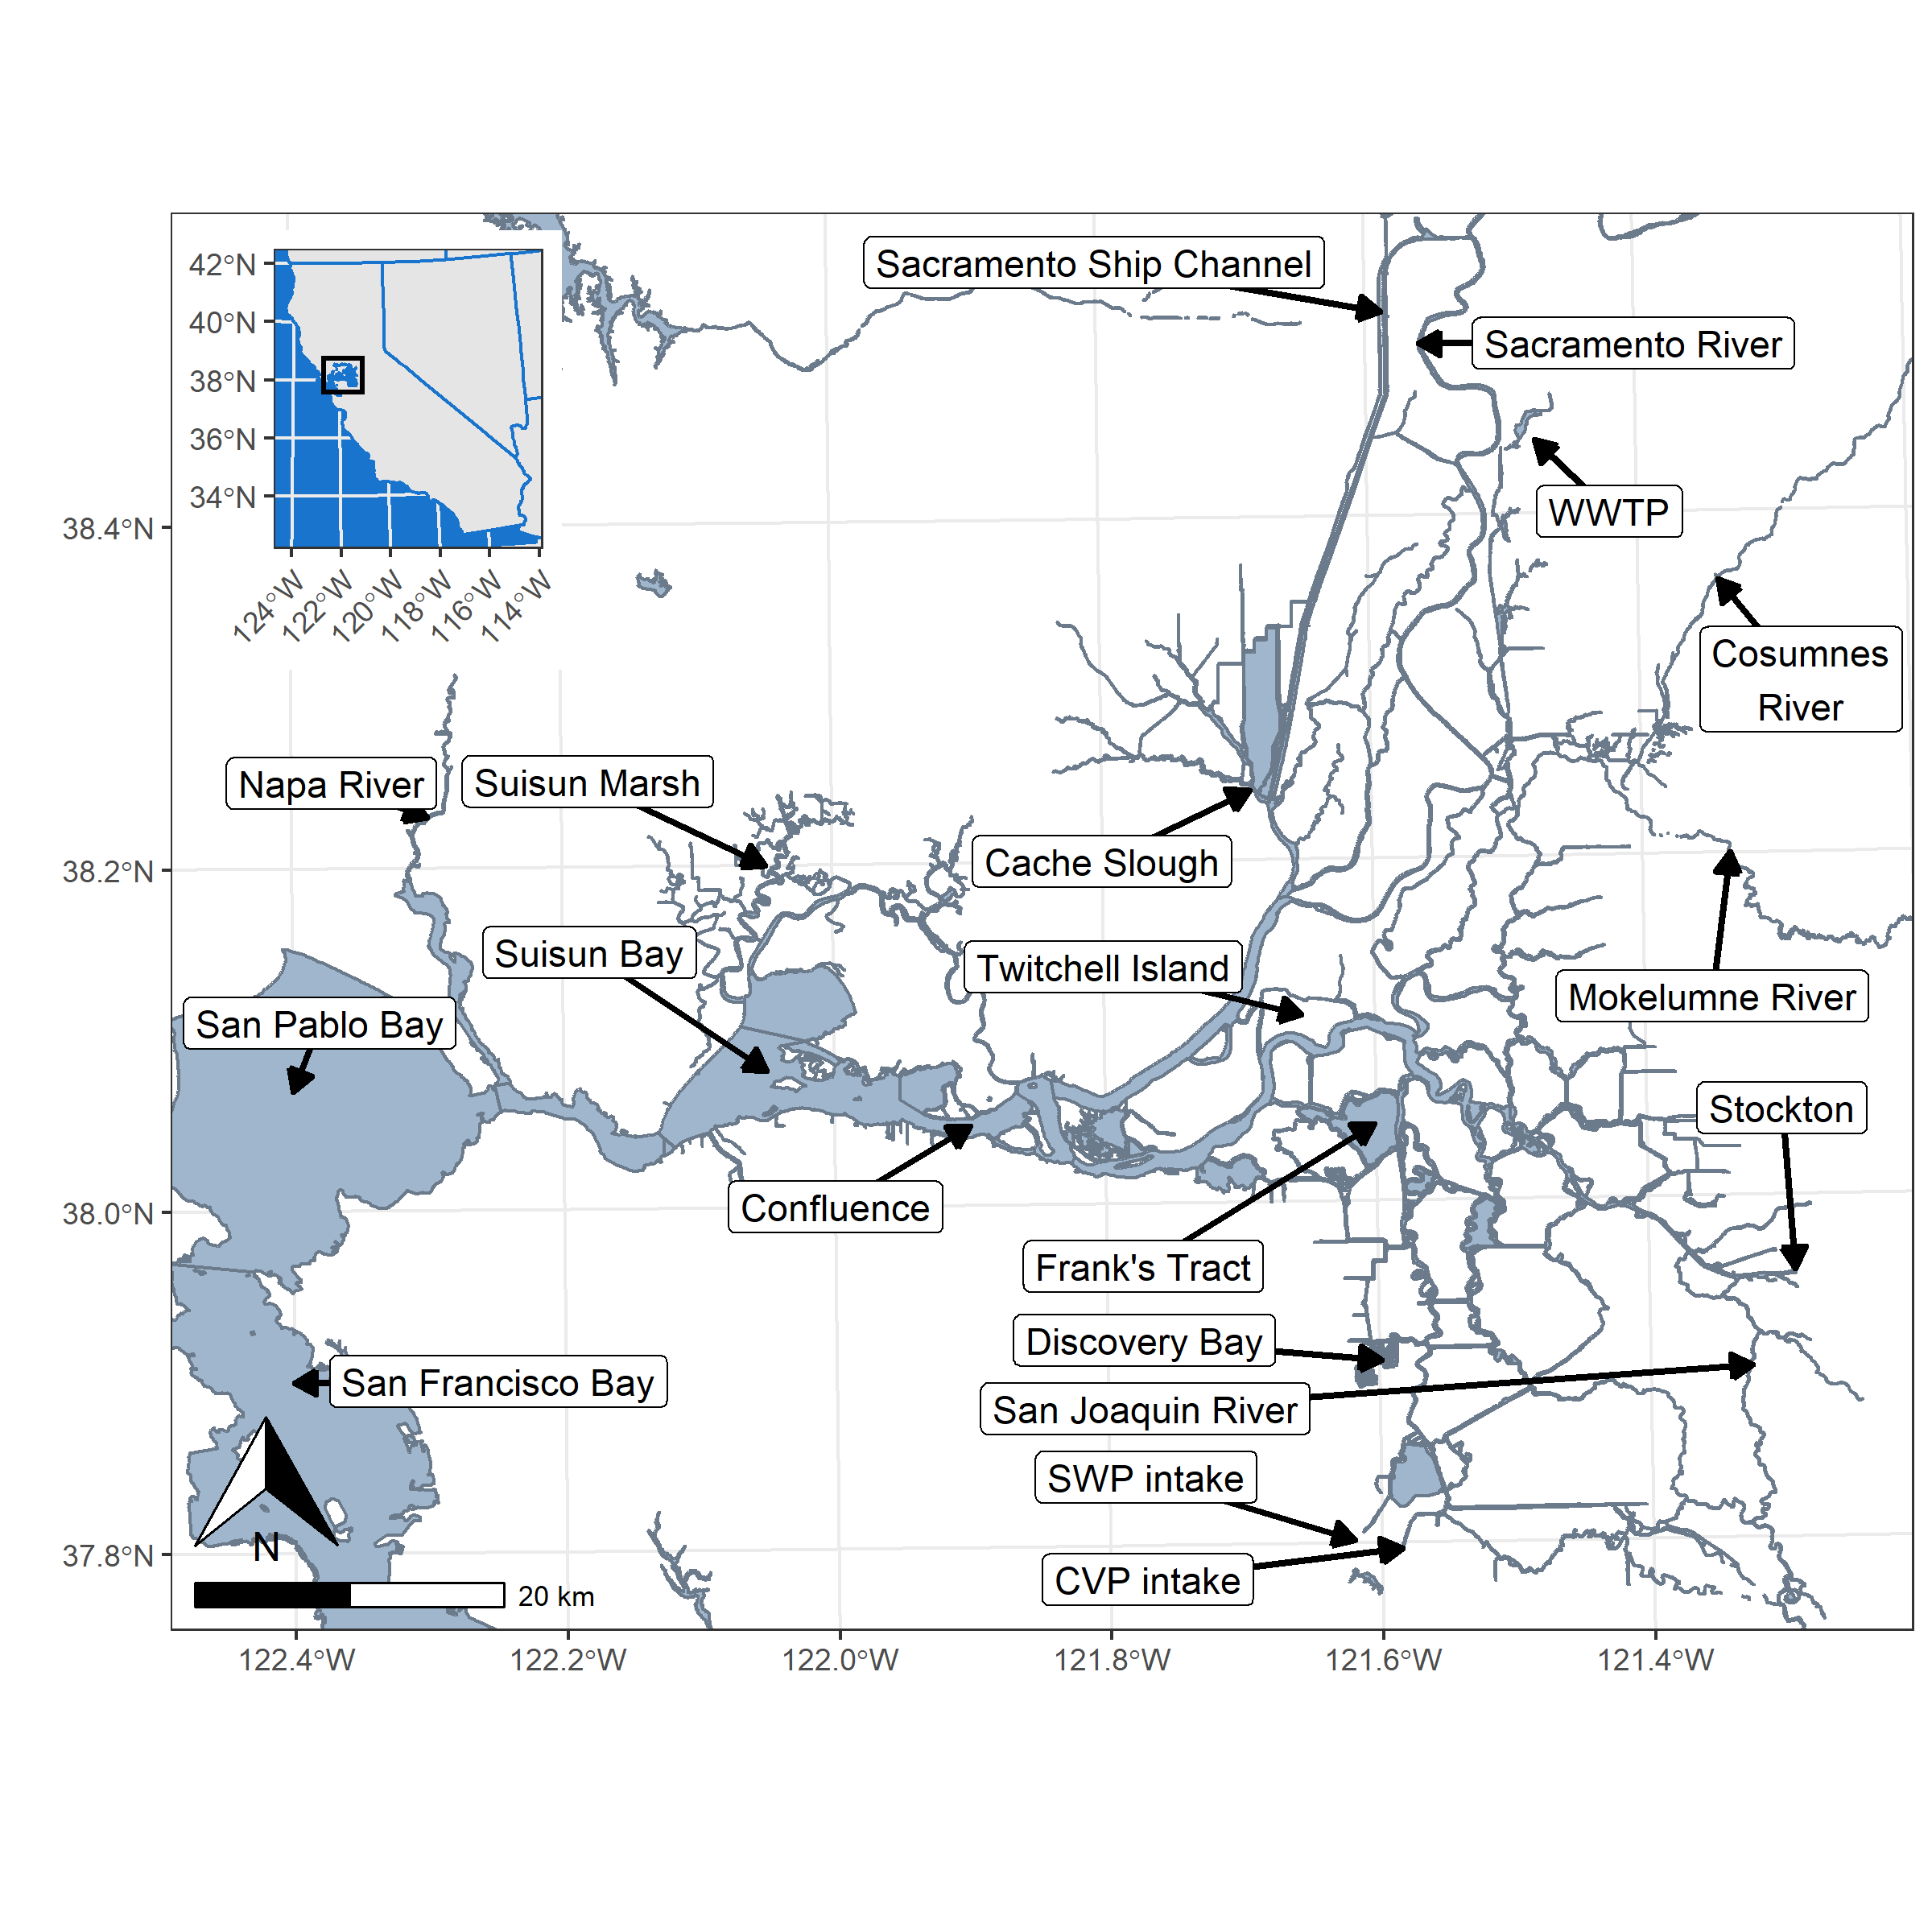 Sacramento Ship Channel
42°N
40°N
38°N
36°N
34°N
124°W
122°W
120°W
118°W
116°W
114°W
Sacramento River
WWTP
38.4°N
Cosumnes
River
Napa River
Suisun Marsh
Cache Slough
38.2°N
Suisun Bay
Twitchell Island
San Pablo Bay
Mokelumne River
Stockton
Confluence
38.0°N
Frank's Tract
Discovery Bay
San Francisco Bay
San Joaquin River
SWP intake
N
37.8°N
CVP intake
20 km
122.4°W
122.2°W
122.0°W
121.8°W
121.6°W
121.4°W